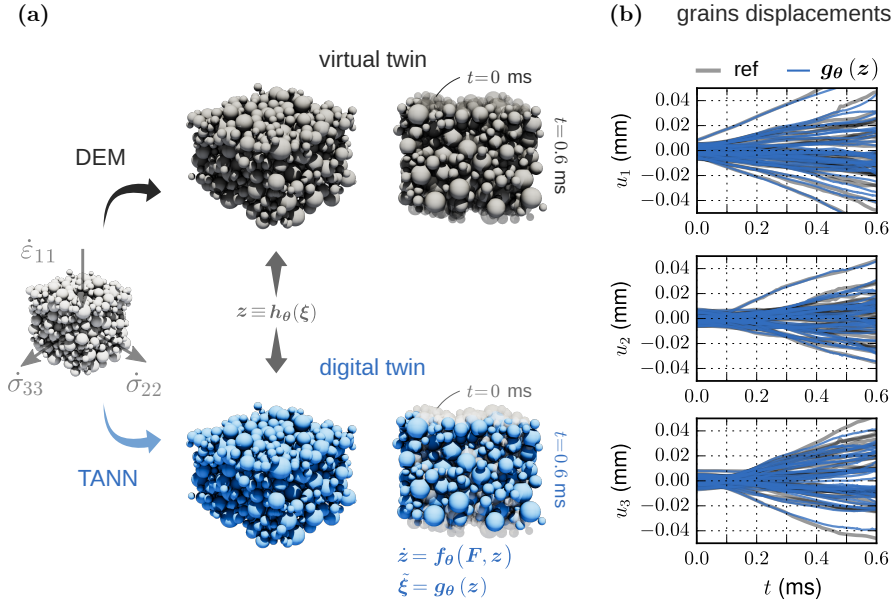 (a)
virtual twin
t=0 ms
t=0.6 ms
DEM
ε̇₁₁
σ̇₃₃
σ̇₂₂
z≡h_θ(ξ)
TANN
digital twin
t=0 ms
t=0.6 ms
ż = f_θ(F, z)
ξ̃ = g_θ(z)
(b) grains displacements
ref g_θ(z)
u₁ (mm)
0.04
0.02
0.00
−0.02
−0.04
0.0 0.2 0.4 0.6
u₂ (mm)
0.04
0.02
0.00
−0.02
−0.04
0.0 0.2 0.4 0.6
u₃ (mm)
0.04
0.02
0.00
−0.02
−0.04
0.0 0.2 0.4 0.6
t (ms)